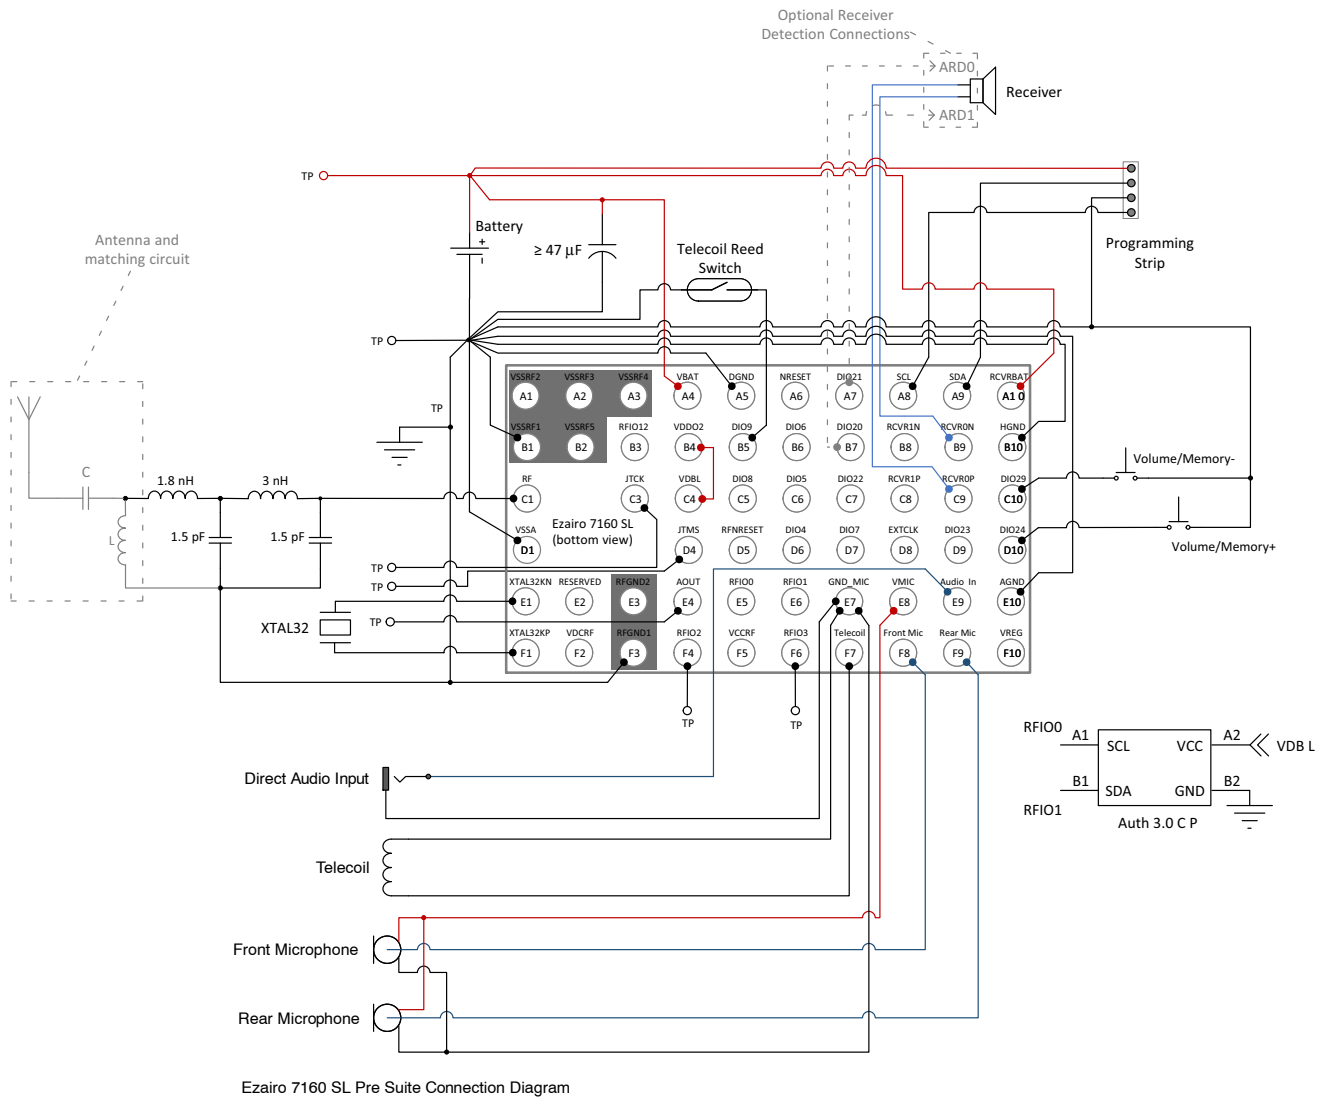 Optional Receiver
Detection Connections
ARD0
Receiver
ARD1
TP
Battery
+
-
≥ 47 µF
Telecoil Reed
Switch
Programming
Strip
Antenna and
matching circuit
TP
TP
VSSRF2 VSSRF3 VSSRF4 VBAT DGND NRESET DIO21 SCL SDA RCVRBAT
A1 A2 A3 A4 A5 A6 A7 A8 A9 A1 0
VSSRF1 VSSRF5 RFIO12 VDDO2 DIO9 DIO6 DIO20 RCVR1N RCVR0N HGND
B1 B2 B3 B4 B5 B6 B7 B8 B9 B10
Volume/Memory-
C
1.8 nH 3 nH
RF JTCK VDBL DIO8 DIO5 DIO22 RCVR1P RCVR0P DIO29
C1 C3 C4 C5 C6 C7 C8 C9 C10
Ezairo 7160 SL
(bottom view)
L
1.5 pF 1.5 pF
VSSA JTMS RFNRESET DIO4 DIO7 EXTCLK DIO23 DIO24
D1 D4 D5 D6 D7 D8 D9 D10
Volume/Memory+
TP
TP
XTAL32KN RESERVED RFGND2 AOUT RFIO0 RFIO1 GND_MIC VMIC Audio In AGND
E1 E2 E3 E4 E5 E6 E7 E8 E9 E10
XTAL32
TP
XTAL32KP VDCRF RFGND1 RFIO2 VCCRF RFIO3 Telecoil Front Mic Rear Mic VREG
F1 F2 F3 F4 F5 F6 F7 F8 F9 F10
TP TP
RFIO0
A1 SCL VCC A2 VDB L
B1 SDA GND B2
RFIO1
Auth 3.0 C P
Direct Audio Input
Telecoil
Front Microphone
Rear Microphone
Ezairo 7160 SL Pre Suite Connection Diagram